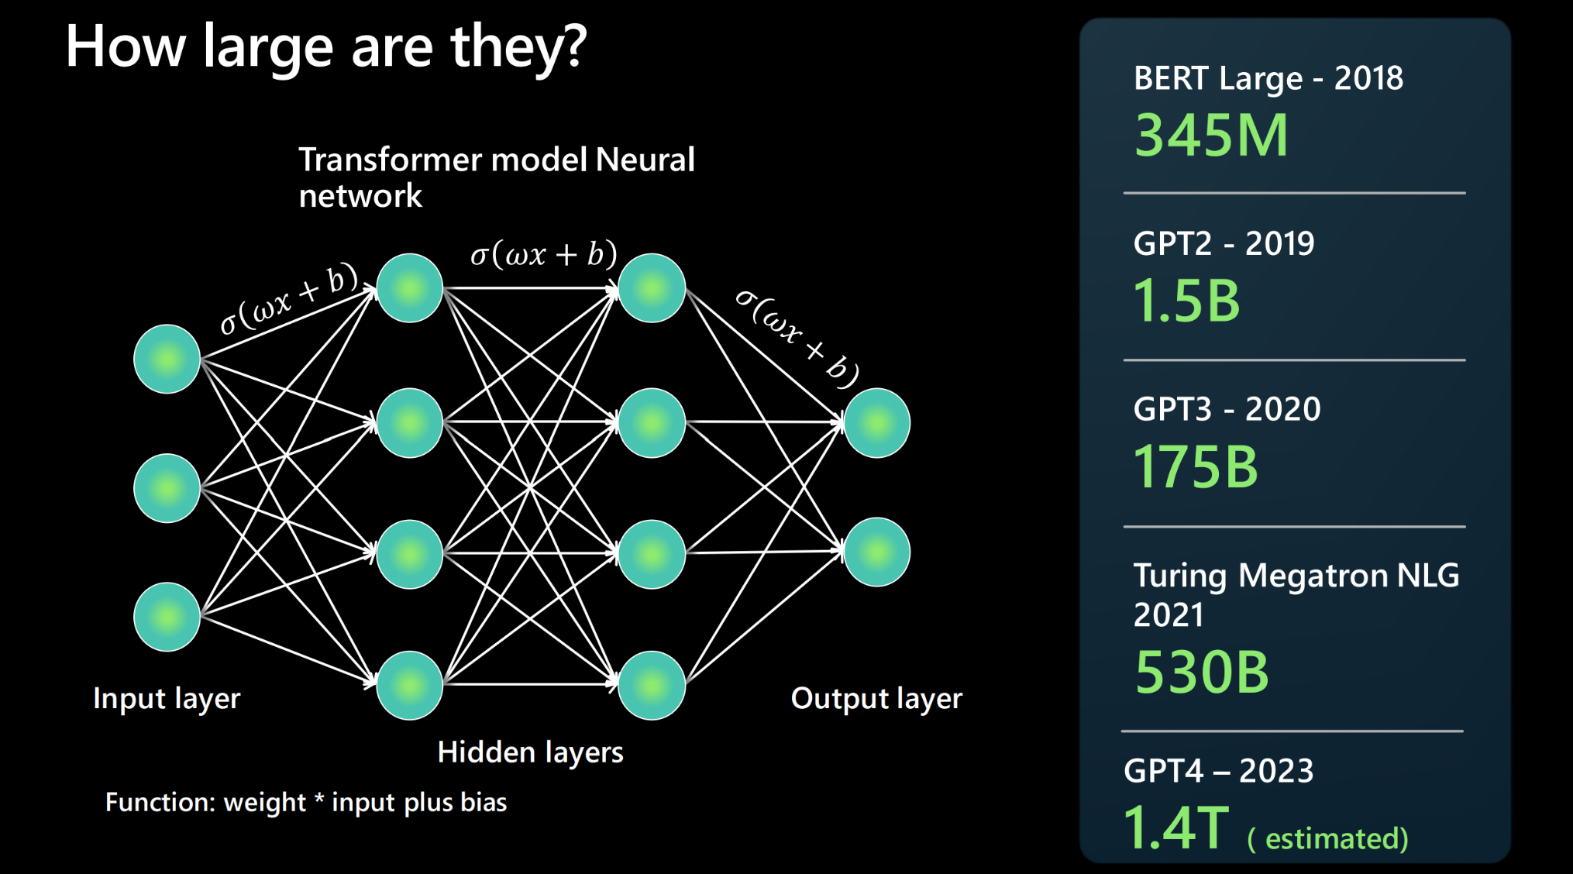 How large are they?
Transformer model Neural
network
σ(ωx + b)
σ(ωx + b)
σ(ωx + b)
Input layer
Hidden layers
Output layer
Function: weight * input plus bias
BERT Large - 2018
345M
GPT2 - 2019
1.5B
GPT3 - 2020
175B
Turing Megatron NLG
2021
530B
GPT4 – 2023
1.4T ( estimated)